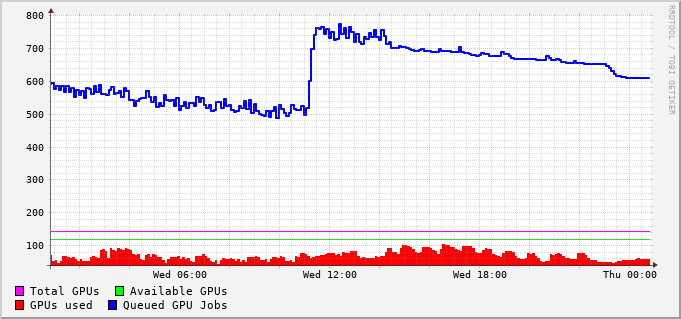 800
700
600
500
400
300
200
100
Wed 06:00 Wed 12:00 Wed 18:00 Thu 00:00
Total GPUs Available GPUs
GPUs used Queued GPU Jobs
RRDTOOL / TOBI OETIKER